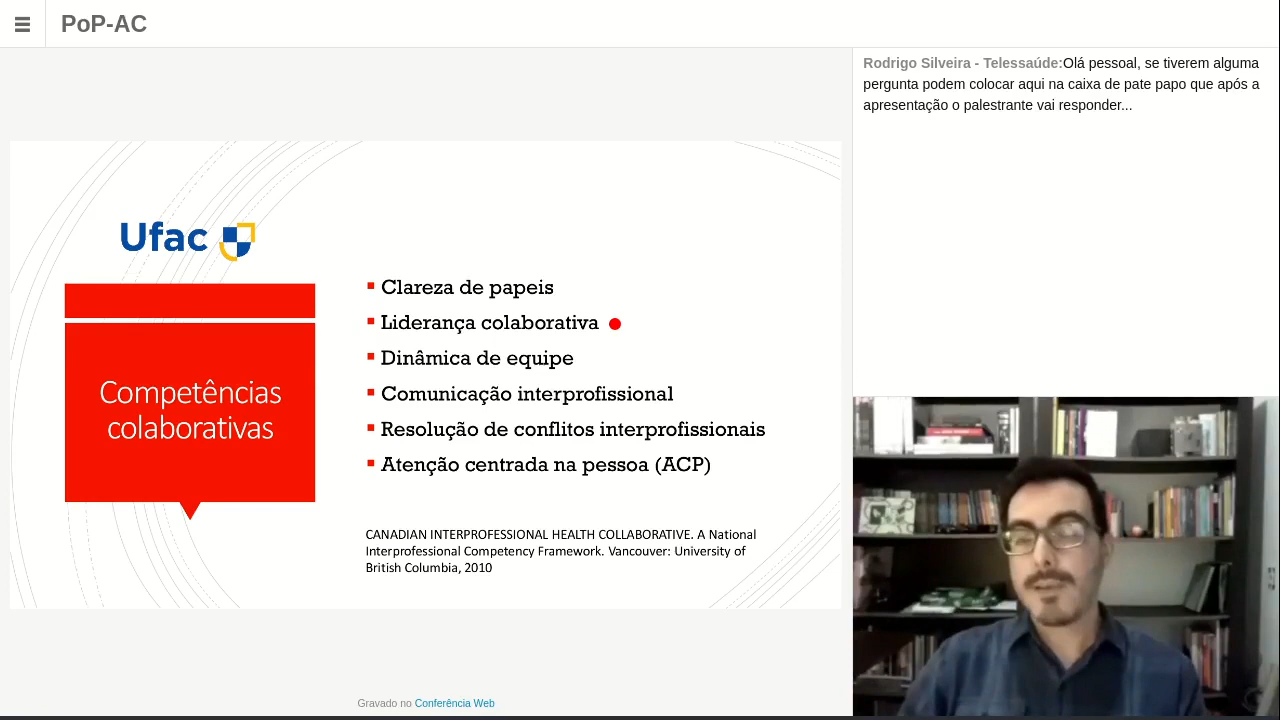 PoP-AC
Rodrigo Silveira - Telessaúde:Olá pessoal, se tiverem alguma
pergunta podem colocar aqui na caixa de pate papo que após a
apresentação o palestrante vai responder...
Ufac
Competências
colaborativas
Clareza de papeis
Liderança colaborativa
Dinâmica de equipe
Comunicação interprofissional
Resolução de conflitos interprofissionais
Atenção centrada na pessoa (ACP)
CANADIAN INTERPROFESSIONAL HEALTH COLLABORATIVE. A National
Interprofessional Competency Framework. Vancouver: University of
British Columbia, 2010
Gravado no Conferência Web